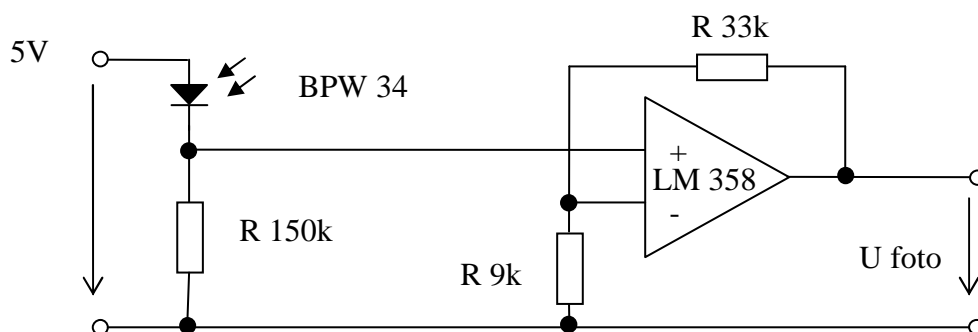 R 33k
5V
BPW 34
+
LM 358
-
R 150k
R 9k
U foto